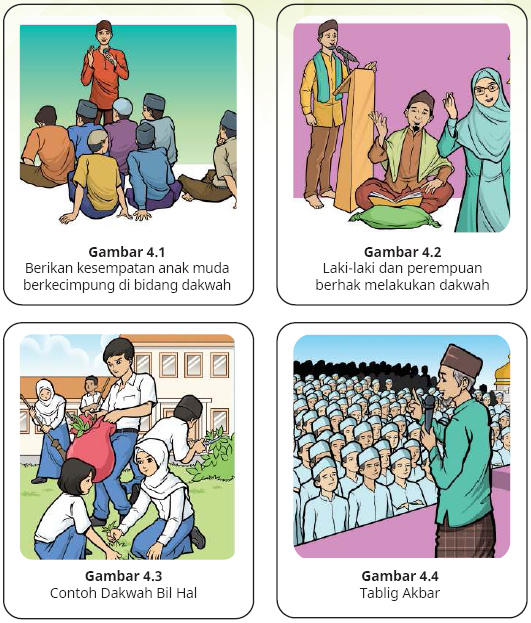 Gambar 4.1
Berikan kesempatan anak muda
berkecimpung di bidang dakwah
Gambar 4.2
Laki-laki dan perempuan
berhak melakukan dakwah
Gambar 4.3
Contoh Dakwah Bil Hal
Gambar 4.4
Tablig Akbar